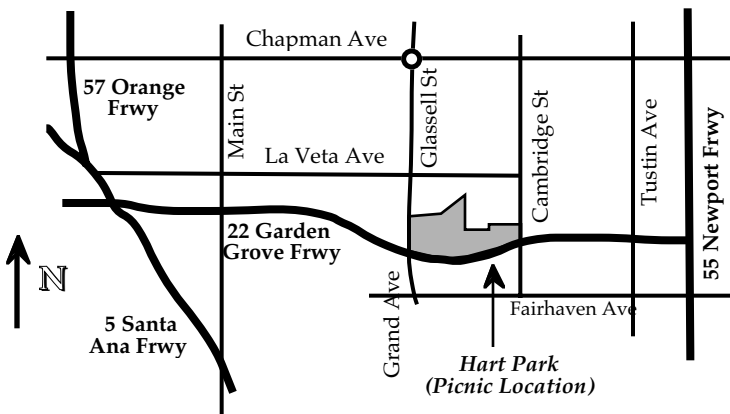 Chapman Ave
57 Orange
Frwy
Main St
Glassell St
Cambridge St
Tustin Ave
55 Newport Frwy
La Veta Ave
22 Garden
Grove Frwy
N
5 Santa
Ana Frwy
Grand Ave
Fairhaven Ave
Hart Park
(Picnic Location)